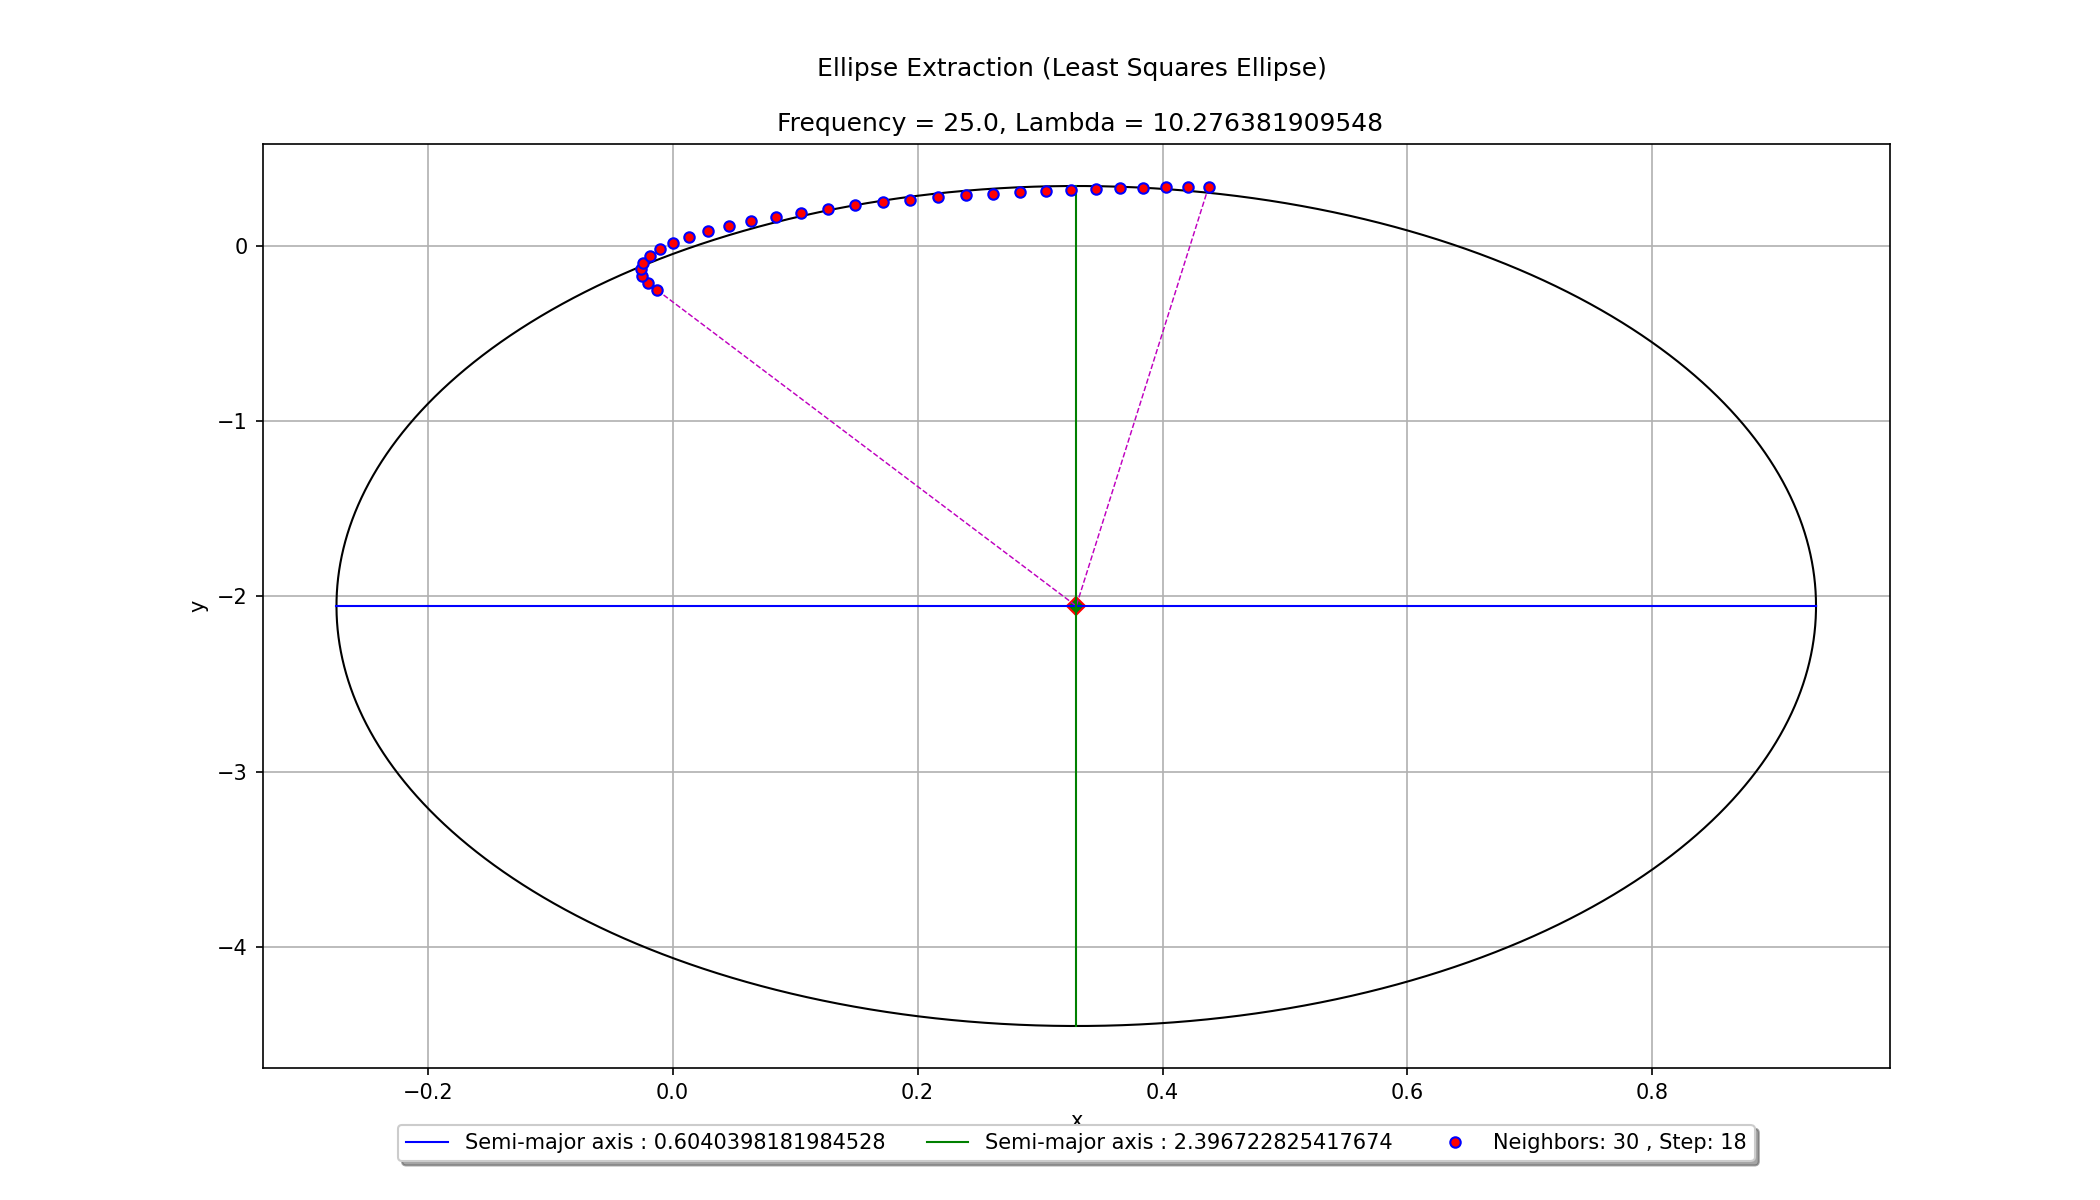 Ellipse Extraction (Least Squares Ellipse)
Frequency = 25.0, Lambda = 10.276381909548
0
−1
−2
−3
−4
y
−0.2 0.0 0.2 0.4 0.6 0.8
x
Semi-major axis : 0.6040398181984528 Semi-major axis : 2.396722825417674 Neighbors: 30 , Step: 18